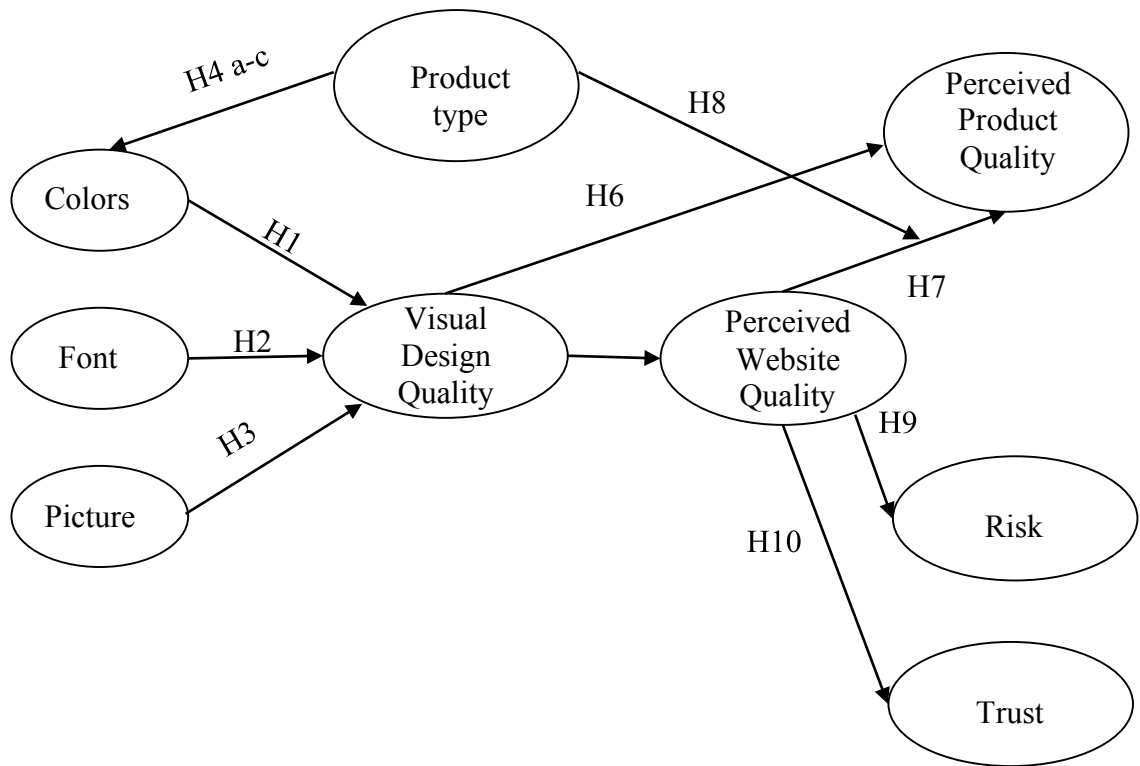 H4 a-c
Product
type
H8
Perceived
Product
Quality
Colors
H1
H6
Font
H2
Visual
Design
Quality
Perceived
Website
Quality
H7
H3
Picture
H9
H10
Risk
Trust